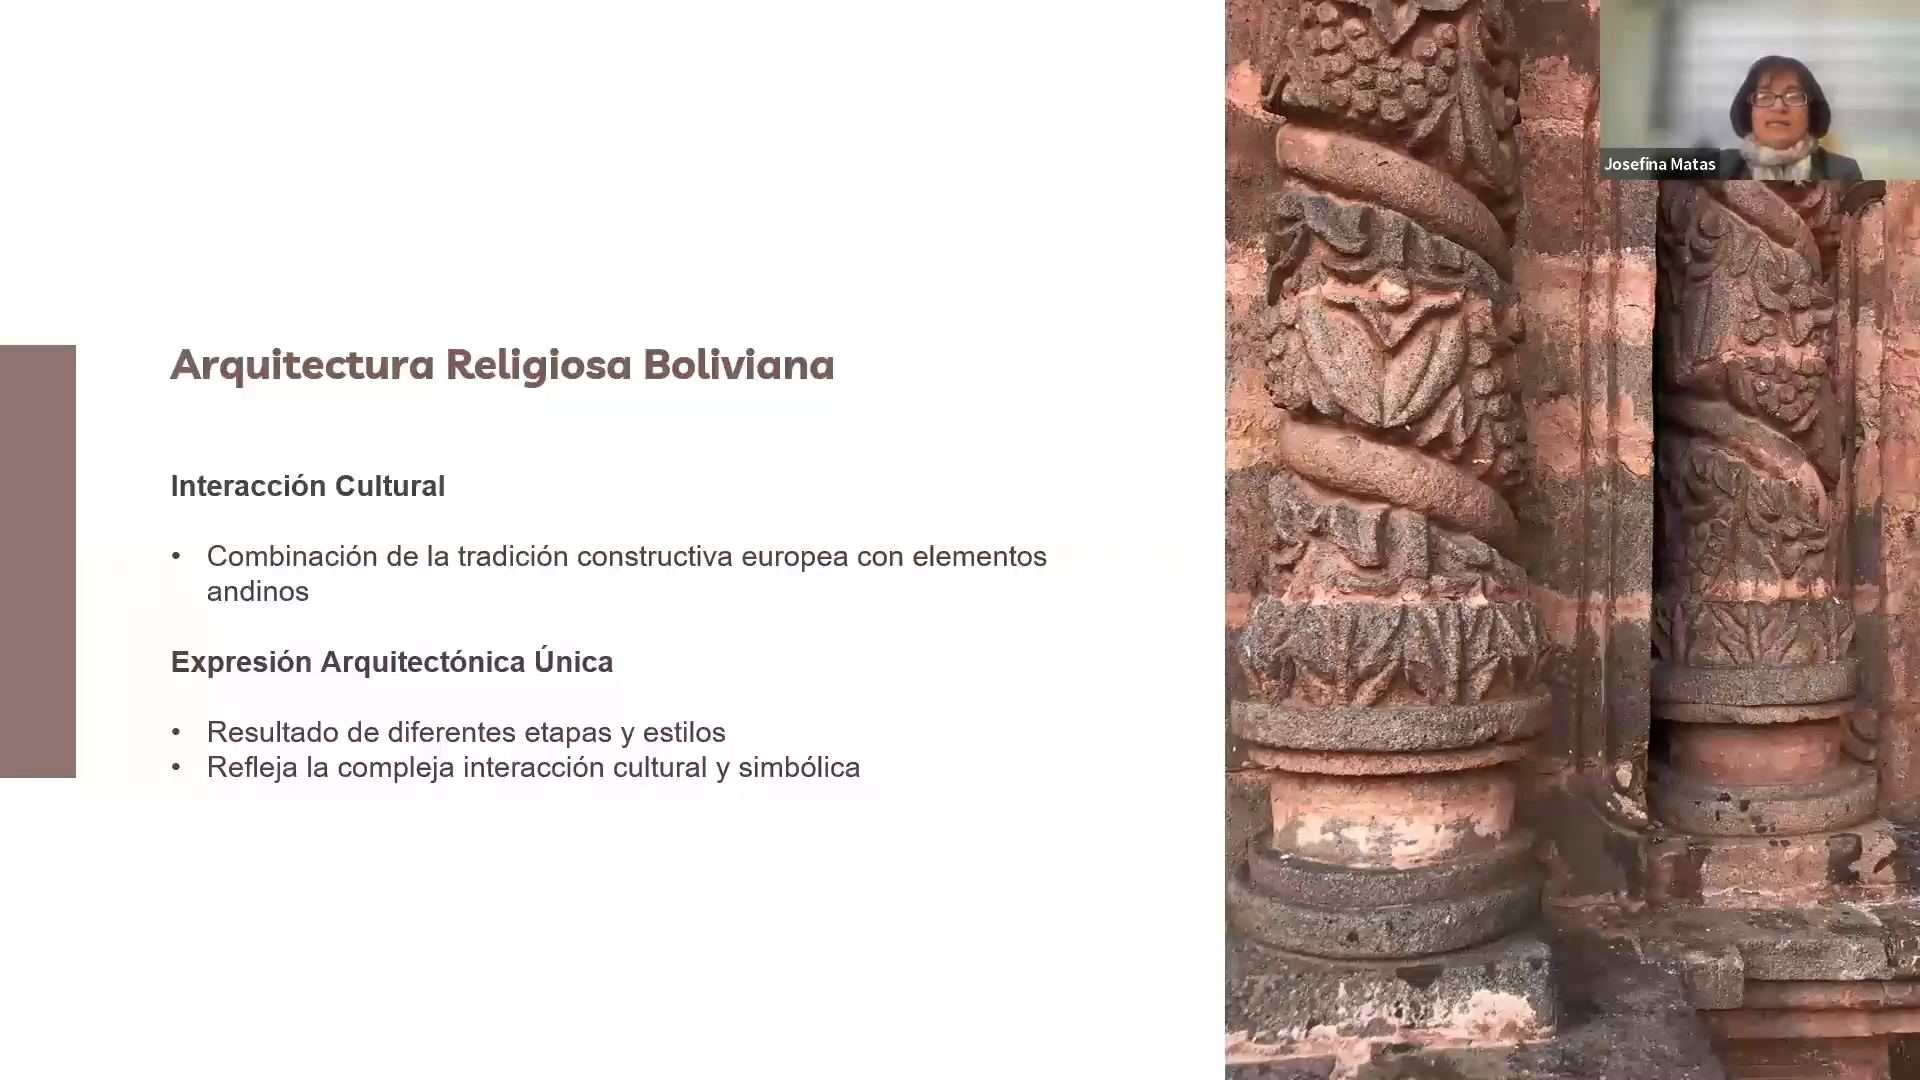 Arquitectura Religiosa Boliviana
Interacción Cultural
• Combinación de la tradición constructiva europea con elementos
andinos
Expresión Arquitectónica Única
• Resultado de diferentes etapas y estilos
• Refleja la compleja interacción cultural y simbólica
Josefina Matas